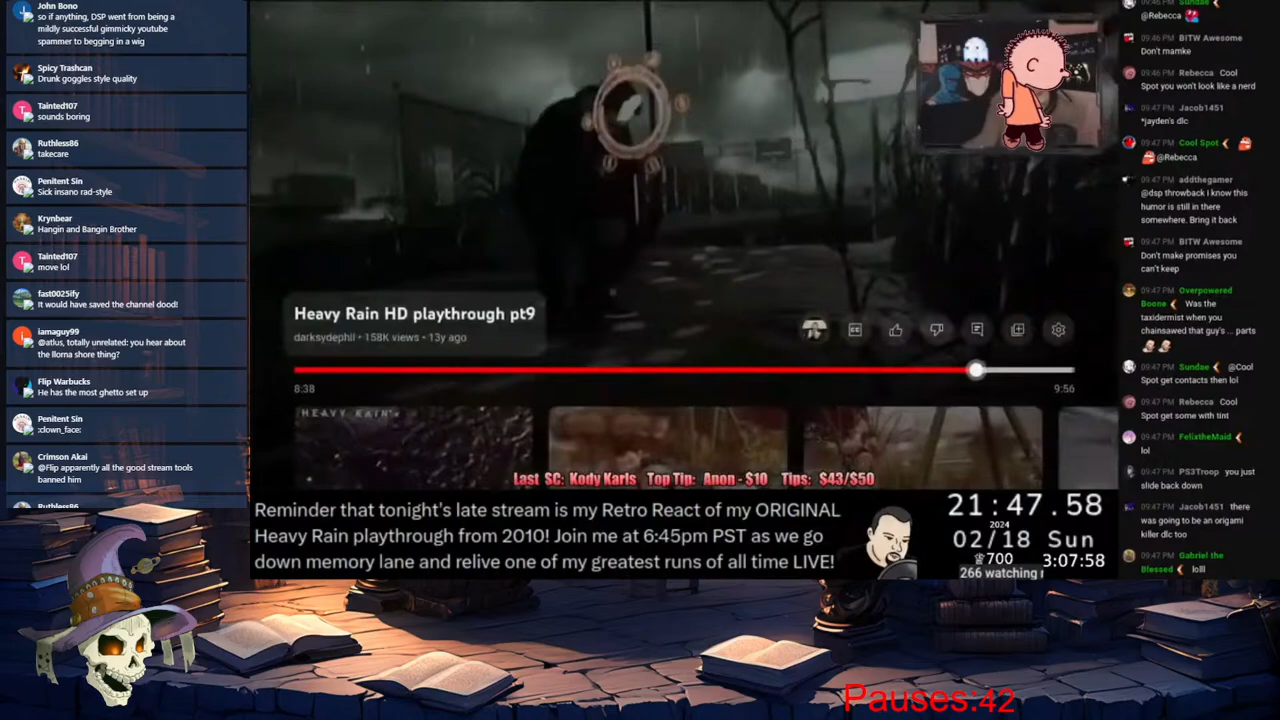 John Bono
so if anything, DSP went from being a
mildly successful gimmicky youtube
spammer to begging in a wig
Spicy Trashcan
Drunk goggles style quality
Tainted107
sounds boring
Ruthless86
takecare
Penitent Sin
Sick insano rad-style
Krynbear
Hangin and Bangin Brother
Tainted107
move lol
fast0025ify
It would have saved the channel dood!
iamaguy99
@atlus, totally unrelated: you hear about
the llorna shore thing?
Flip Warbucks
He has the most ghetto set up
Penitent Sin
:clown_face:
Crimson Akai
@Flip apparently all the good stream tools
banned him
Ruthless86
Heavy Rain HD playthrough pt9
darksydephil • 158K views • 13y ago
CC
8:38
9:56
HEAVY RAIN
Last SC: Kody Karls Top Tip: Anon - $10 Tips: $43/$50
Reminder that tonight's late stream is my Retro React of my ORIGINAL
Heavy Rain playthrough from 2010! Join me at 6:45pm PST as we go
down memory lane and relive one of my greatest runs of all time LIVE!
21:47.58
2024
02/18 Sun
700
3:07:58
266 watching
09:46 PM Sundae
@Rebecca
09:46 PM BITW Awesome
Don't mamke
09:46 PM Rebecca Cool
Spot you won't look like a nerd
09:47 PM Jacob1451
*jayden's dlc
09:47 PM Cool Spot
@Rebecca
09:47 PM addthegamer
@dsp throwback I know this
humor is still in there
somewhere. Bring it back
09:47 PM BITW Awesome
Don't make promises you
can't keep
09:47 PM Overpowered
Boone Was the
taxidermist when you
chainsawed that guy's... parts
09:47 PM Sundae @Cool
Spot get contacts then lol
09:47 PM Rebecca Cool
Spot get some with tint
09:47 PM FelixtheMaid
lol
09:47 PM PS3Troop you just
slide back down
09:47 PM Jacob1451 there
was going to be an origami
killer dlc too
09:47 PM Gabriel the
Blessed lolll
Pauses:42